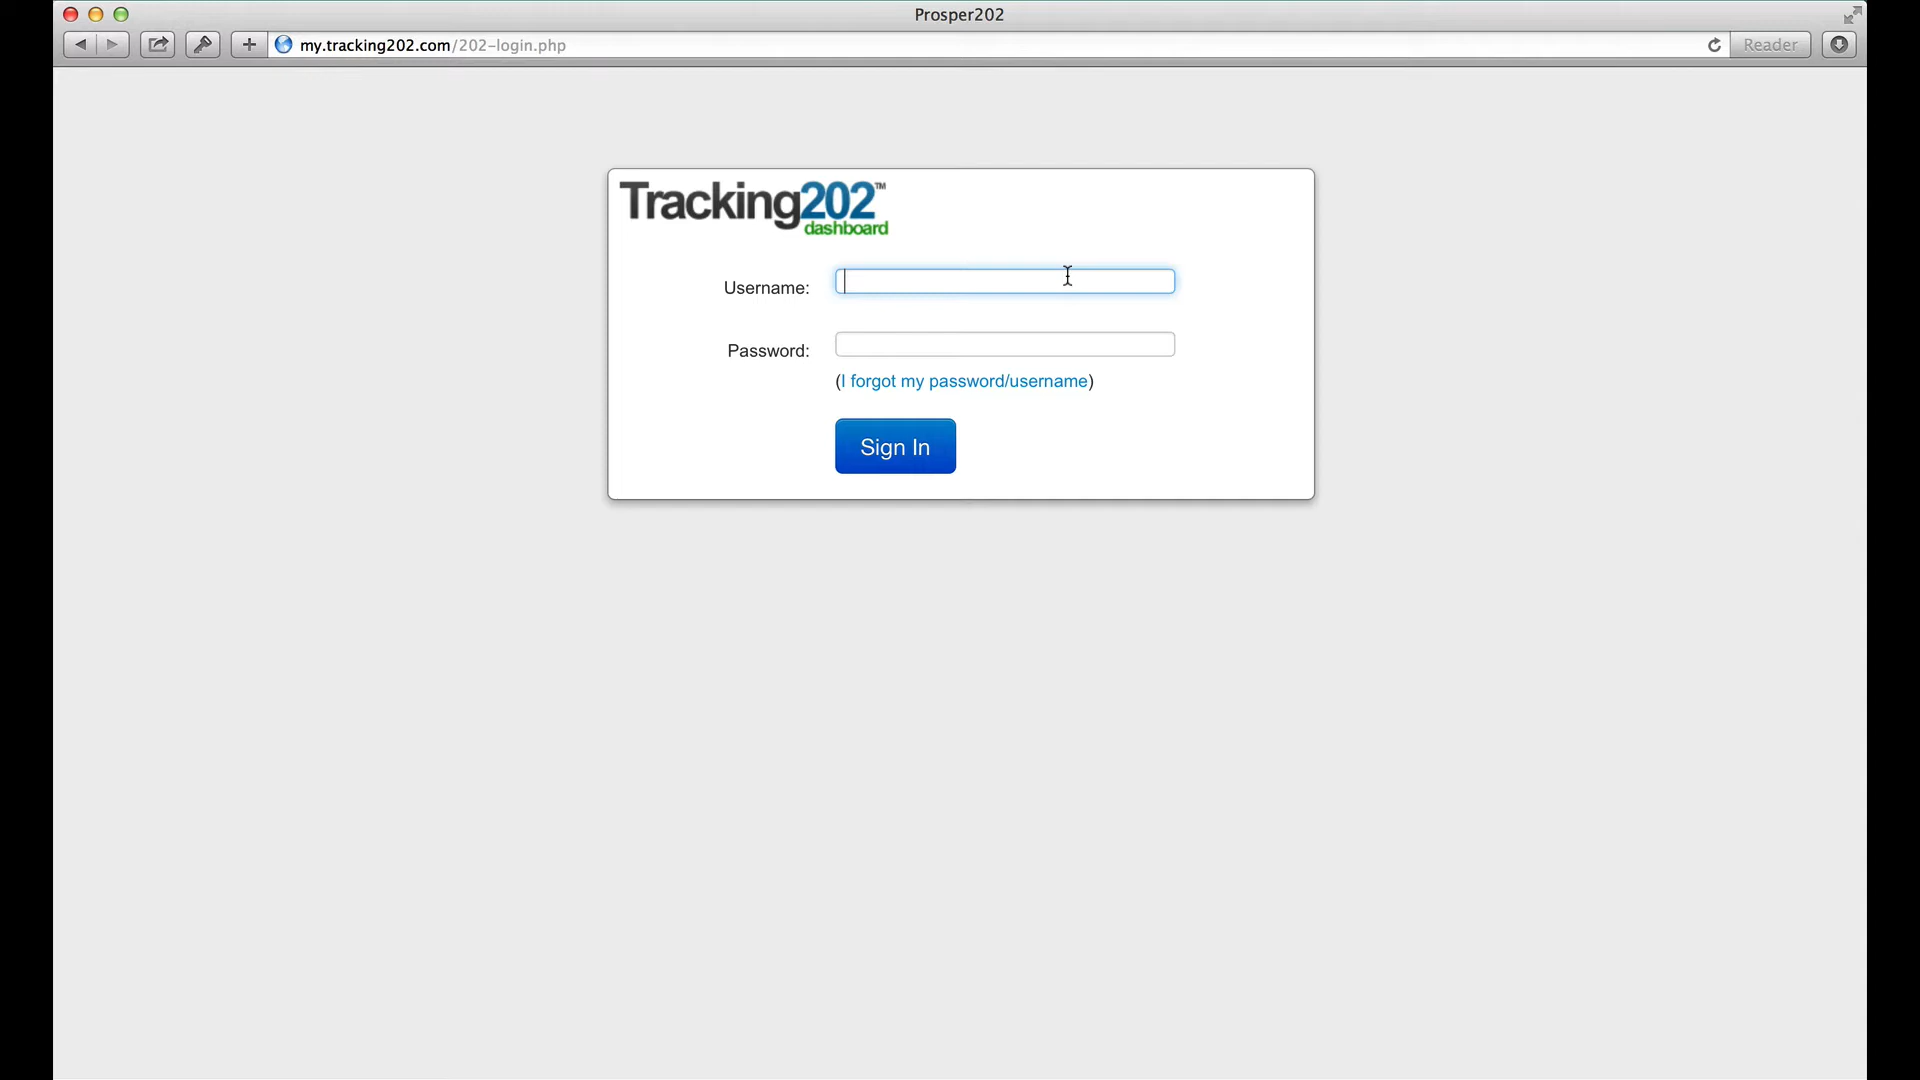 Prosper202
my.tracking202.com/202-login.php
Reader
Tracking202™
dashboard
Username:
Password:
(I forgot my password/username)
Sign In